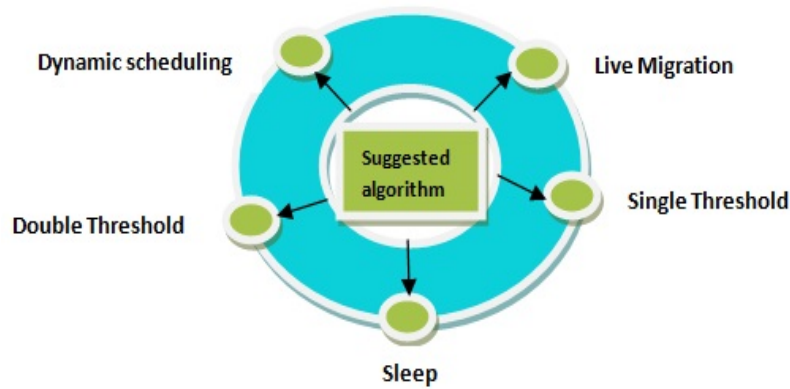 Dynamic scheduling
Live Migration
Suggested
algorithm
Single Threshold
Double Threshold
Sleep